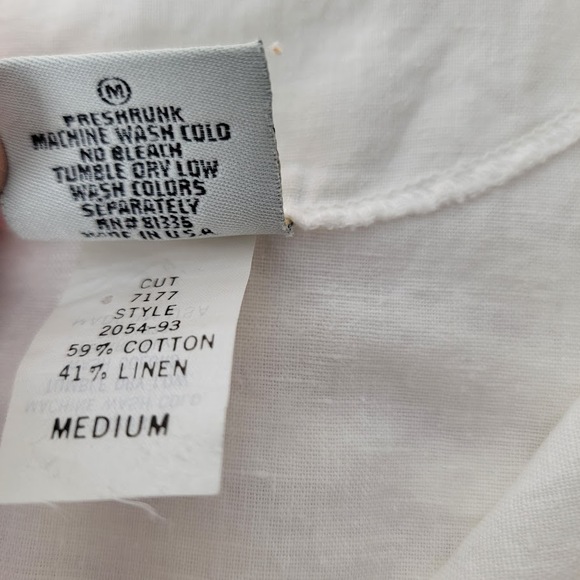 M
PRESHRUNK
MACHINE WASH COLD
NO BLEACH
TUMBLE DRY LOW
WASH COLORS
SEPARATELY
RN# 81336
MADE IN U.S.A
CUT
7177
STYLE
2054-93
59% COTTON
41% LINEN
MEDIUM